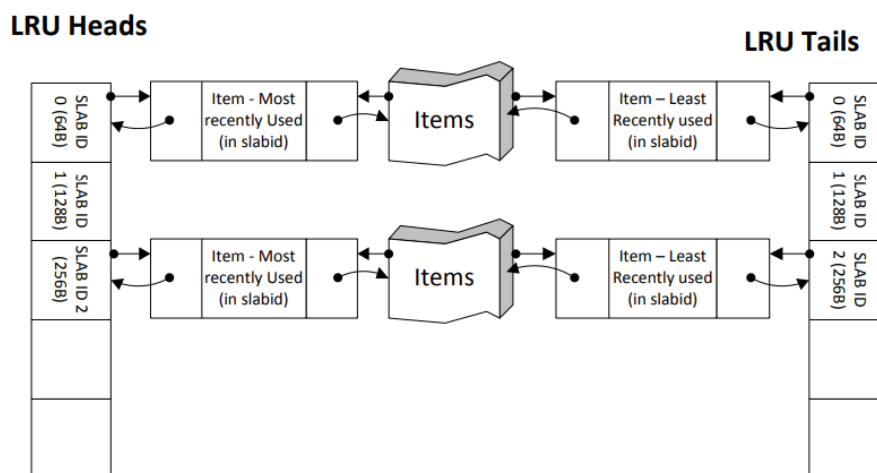 LRU Heads
LRU Tails
SLAB ID
0 (64B)
Item - Most
recently Used
(in slabid)
Items
Item – Least
Recently used
(in slabid)
SLAB ID
0 (64B)
SLAB ID
1 (128B)
SLAB ID
1 (128B)
SLAB ID 2
(256B)
Item - Most
recently Used
(in slabid)
Items
Item – Least
Recently used
(in slabid)
SLAB ID
2 (256B)